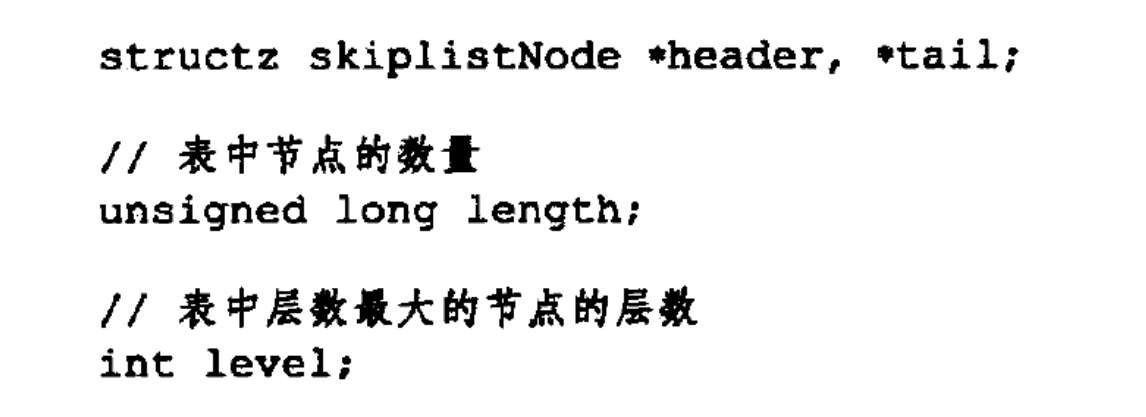 structz skiplistNode *header, *tail;
// 表中节点的数量
unsigned long length;
// 表中层数最大的节点的层数
int level;